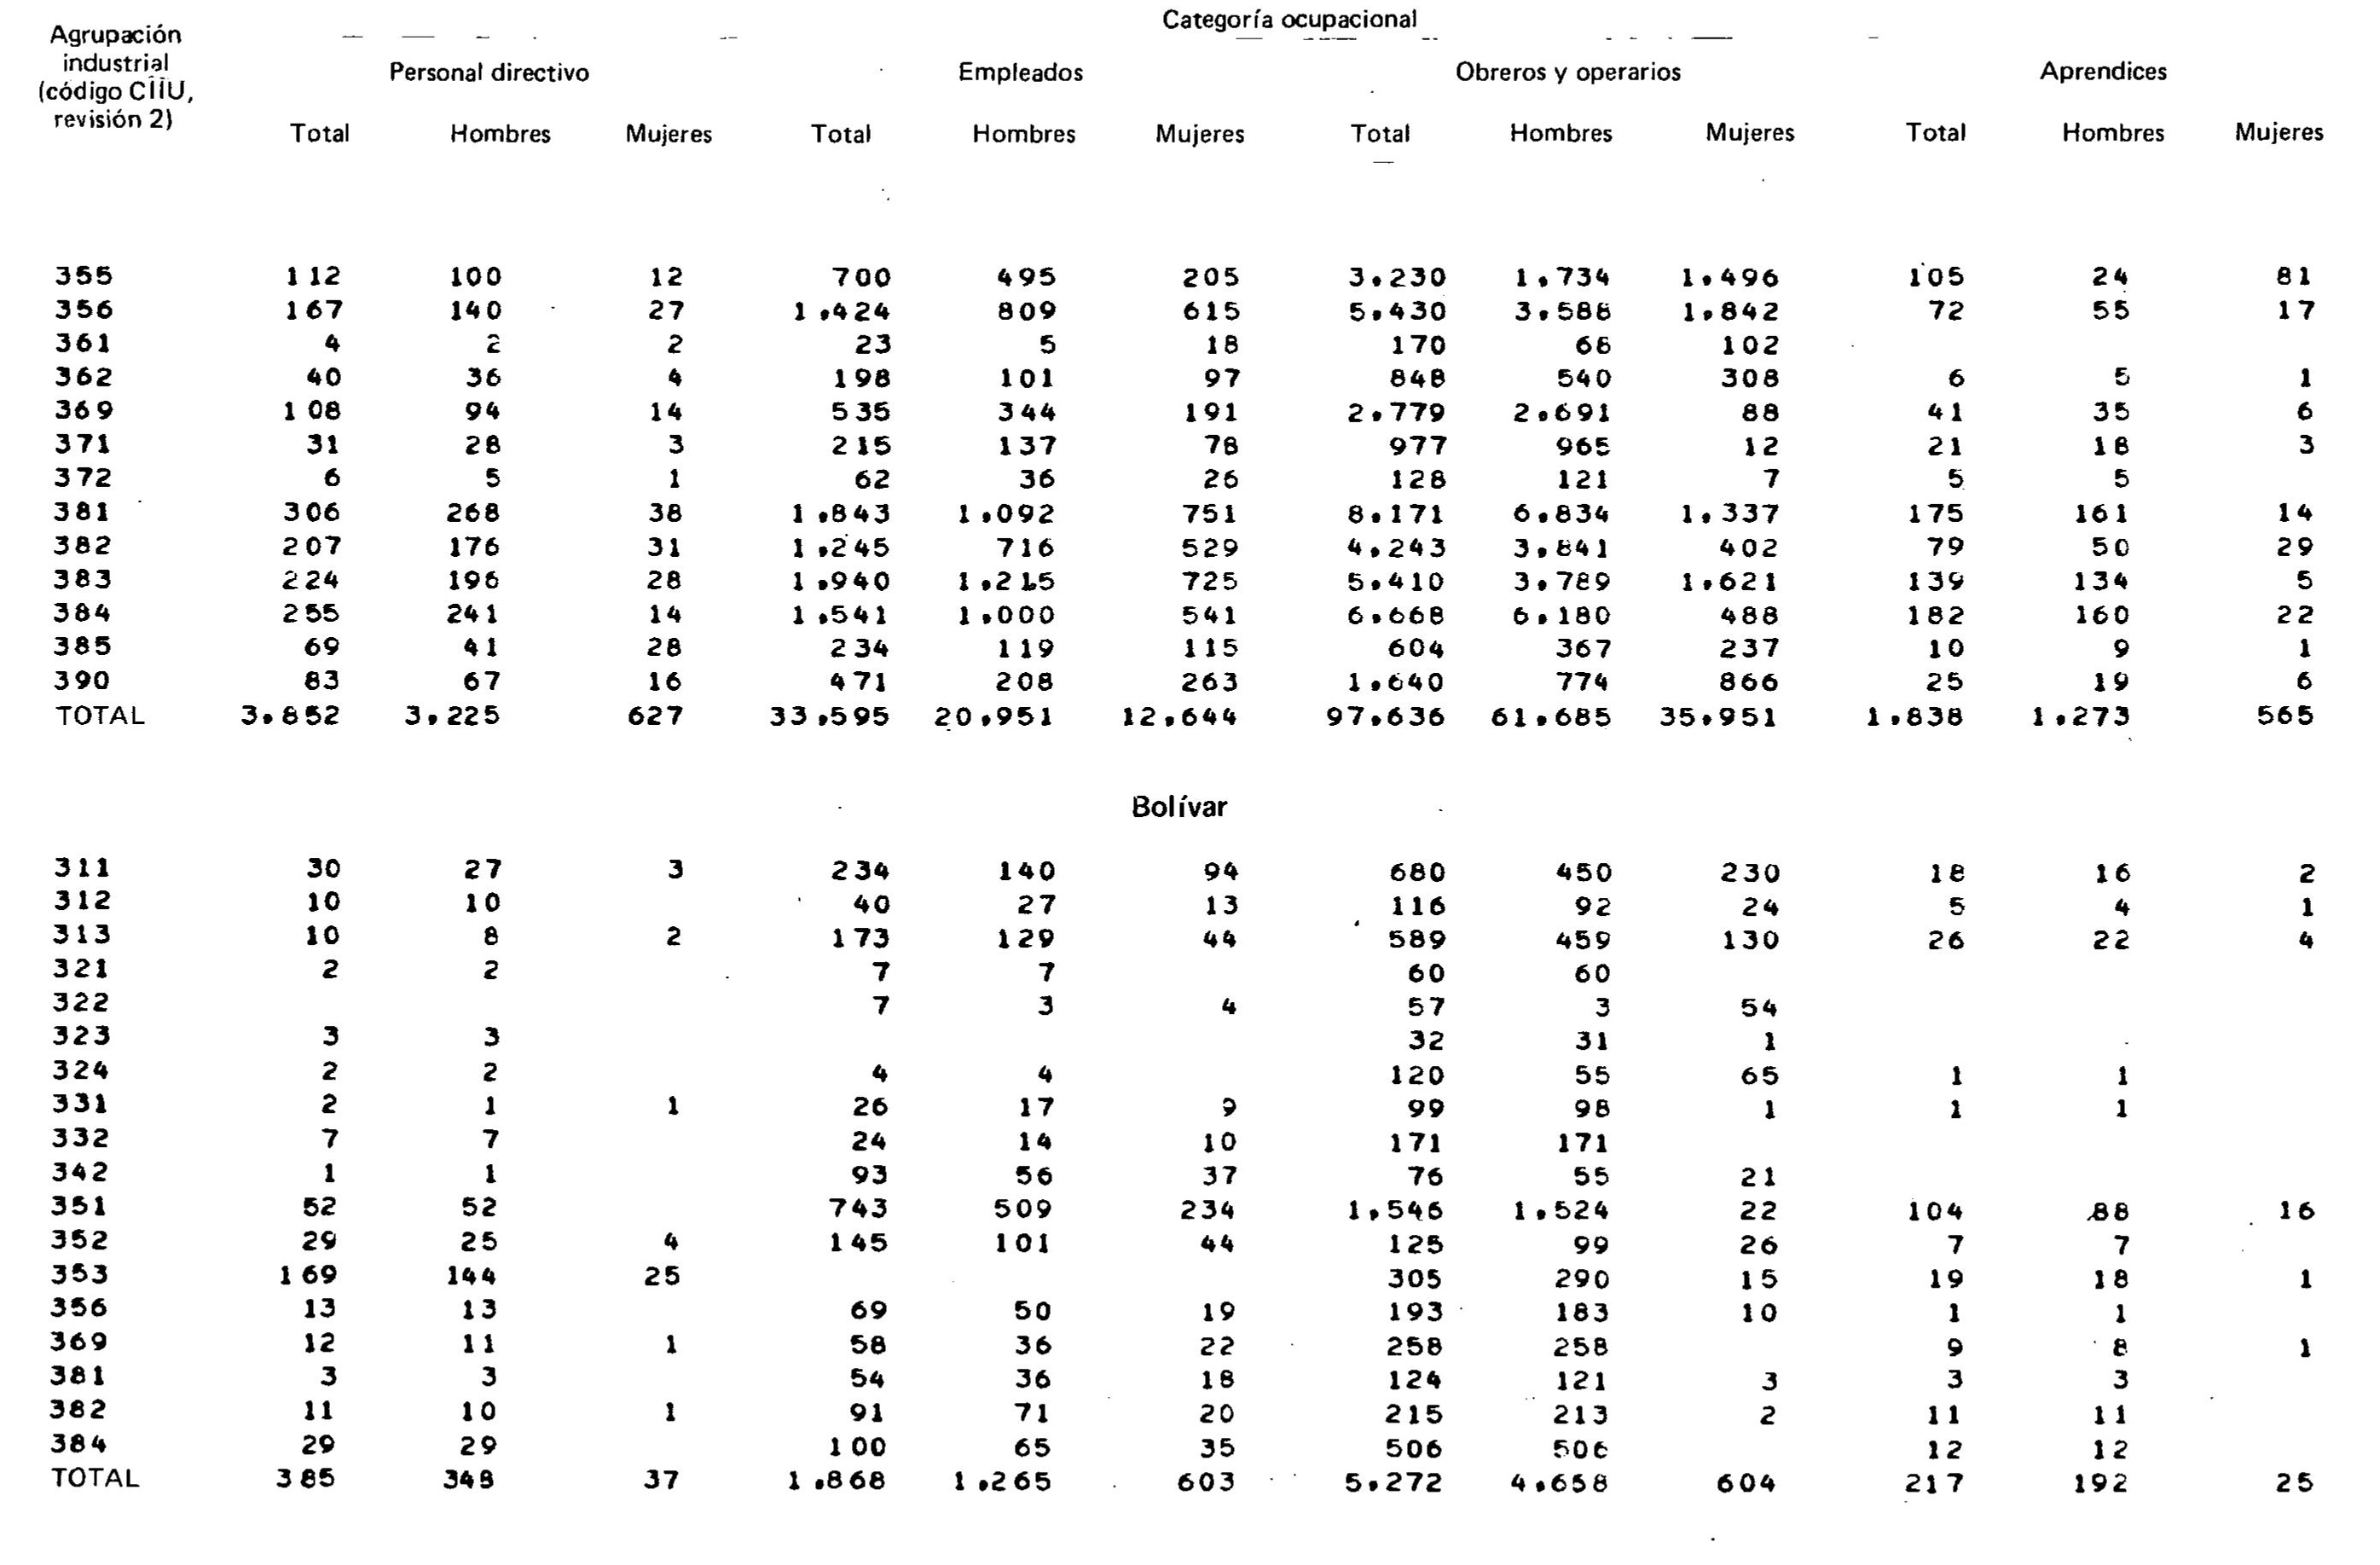 Categoría ocupacional
Agrupación
industrial
(código CIIU,
revisión 2)
Personal directivo Empleados Obreros y operarios Aprendices
Total Hombres Mujeres Total Hombres Mujeres Total Hombres Mujeres Total Hombres Mujeres
355 112 100 12 700 495 205 3.230 1.734 1.496 105 24 81
356 167 140 27 1.424 809 615 5.430 3.588 1.842 72 55 17
361 4 2 2 23 5 18 170 68 102
362 40 36 4 198 101 97 848 540 308 6 5 1
369 108 94 14 535 344 191 2.779 2.691 88 41 35 6
371 31 28 3 215 137 78 977 965 12 21 18 3
372 6 5 1 62 36 26 128 121 7 5 5
381 306 268 38 1.843 1.092 751 8.171 6.834 1.337 175 161 14
382 207 176 31 1.245 716 529 4.243 3.841 402 79 50 29
383 224 196 28 1.940 1.215 725 5.410 3.789 1.621 139 134 5
384 255 241 14 1.541 1.000 541 6.668 6.180 488 182 160 22
385 69 41 28 234 119 115 604 367 237 10 9 1
390 83 67 16 471 208 263 1.640 774 866 25 19 6
TOTAL 3.852 3.225 627 33.595 20.951 12.644 97.636 61.685 35.951 1.838 1.273 565
Bolívar
311 30 27 3 234 140 94 680 450 230 18 16 2
312 10 10 40 27 13 116 92 24 5 4 1
313 10 8 2 173 129 44 589 459 130 26 22 4
321 2 2 7 7 60 60
322 7 3 4 57 3 54
323 3 3 32 31 1
324 2 2 4 4 120 55 65 1 1
331 2 1 1 26 17 9 99 98 1 1 1
332 7 7 24 14 10 171 171
342 1 1 93 56 37 76 55 21
351 52 52 743 509 234 1.546 1.524 22 104 88 16
352 29 25 4 145 101 44 125 99 26 7 7
353 169 144 25 305 290 15 19 18 1
356 13 13 69 50 19 193 183 10 1 1
369 12 11 1 58 36 22 258 258 9 8 1
381 3 3 54 36 18 124 121 3 3 3
382 11 10 1 91 71 20 215 213 2 11 11
384 29 29 100 65 35 506 506 12 12
TOTAL 385 348 37 1.868 1.265 603 5.272 4.658 604 217 192 25